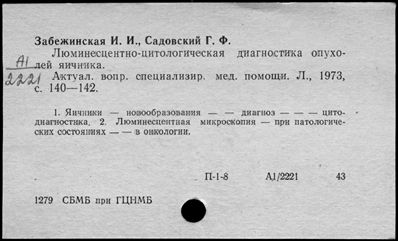 Забежинская И. И., Садовский Г. Ф.
Люминесцентно-цитологическая диагностика опухо-
лей яичника.
А1
2221
Актуал. вопр. специализир. мед. помощи. Л., 1973,
с. 140—142.
1. Яичники — новообразования — — диагноз — — — цито-
диагностика. 2. Люминесцентная микроскопия — при патологиче-
ских состояниях — — в онкологии.
П-1-8 А1/2221 43
1279 СБМБ при ГЦНМБ